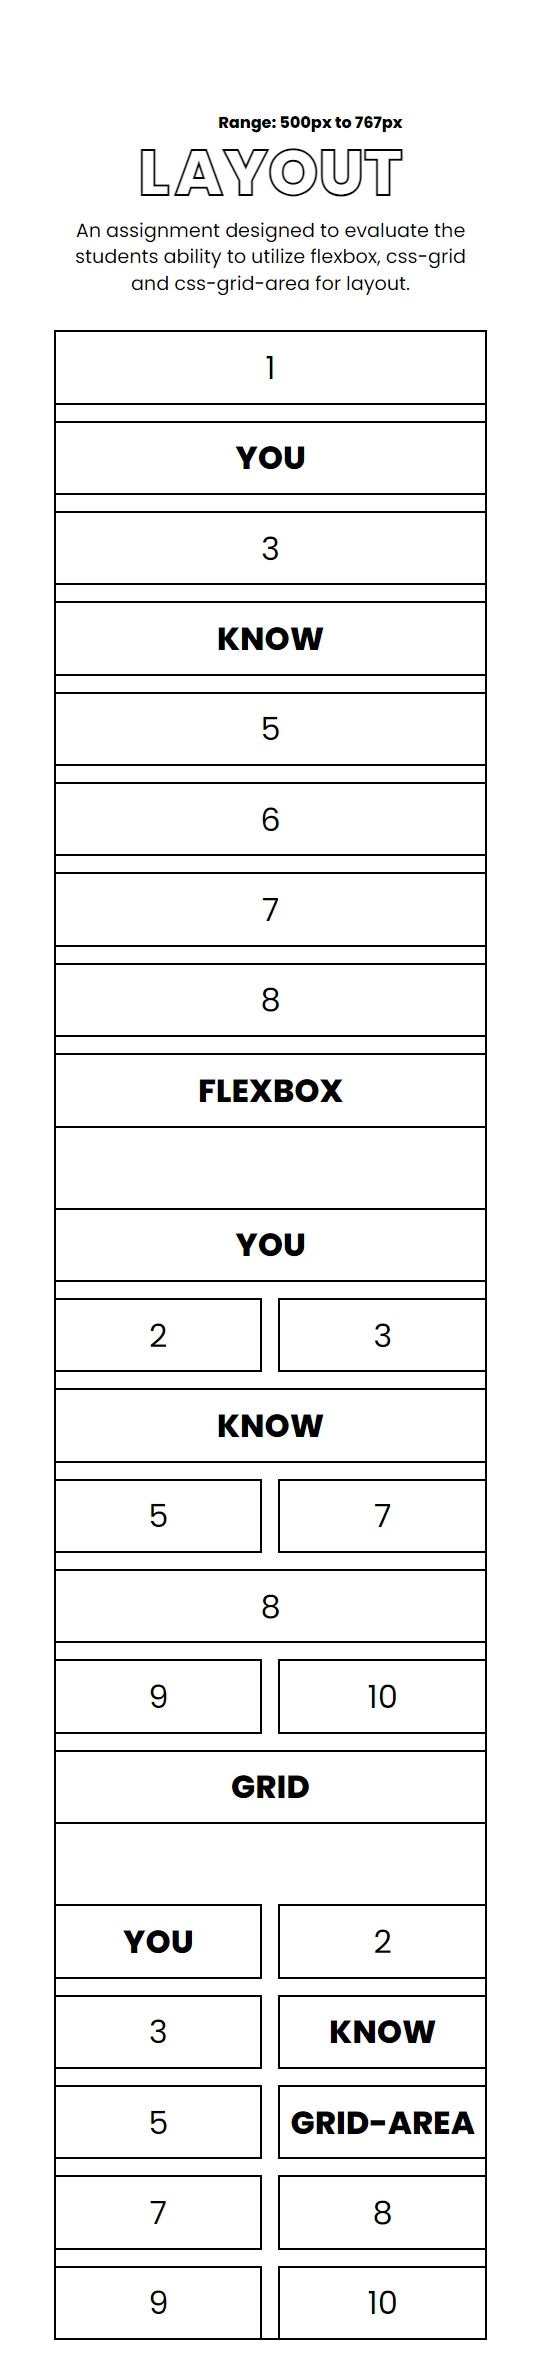 Range: 500px to 767px
LAYOUT
An assignment designed to evaluate the
students ability to utilize flexbox, css-grid
and css-grid-area for layout.
1
YOU
3
KNOW
5
6
7
8
FLEXBOX
YOU
2 3
KNOW
5 7
8
9 10
GRID
YOU 2
3 KNOW
5 GRID-AREA
7 8
9 10